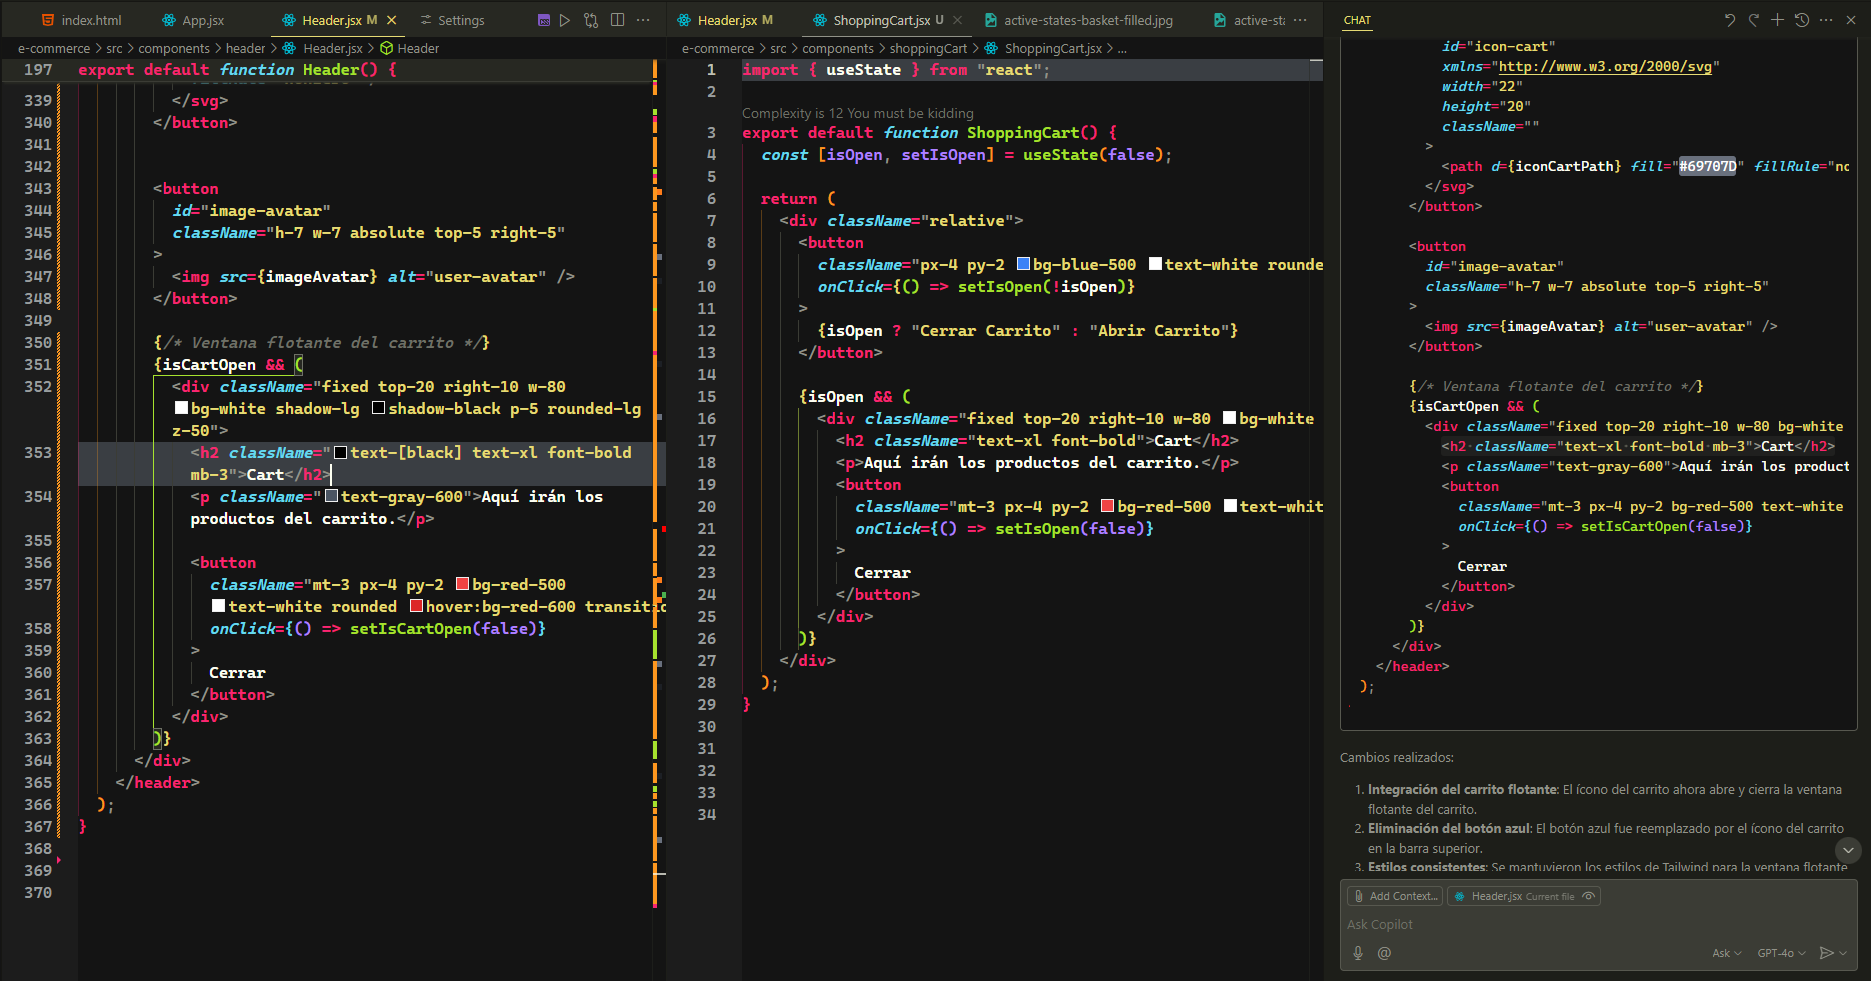 index.html
App.jsx
Header.jsx M
Settings
e-commerce > src > components > header > Header.jsx > Header
197 export default function Header() {
339 </svg>
340 </button>
341
342
343 <button
344 id="image-avatar"
345 className="h-7 w-7 absolute top-5 right-5"
346 >
347 <img src={imageAvatar} alt="user-avatar" />
348 </button>
349
350 {/* Ventana flotante del carrito */}
351 {isCartOpen && (
352 <div className="fixed top-20 right-10 w-80
bg-white shadow-lg shadow-black p-5 rounded-lg
z-50">
353 <h2 className="text-[black] text-xl font-bold
mb-3">Cart</h2>
354 <p className="text-gray-600">Aquí irán los
productos del carrito.</p>
355
356 <button
357 className="mt-3 px-4 py-2 bg-red-500
text-white rounded hover:bg-red-600 transitio
358 onClick={() => setIsCartOpen(false)}
359 >
360 Cerrar
361 </button>
362 </div>
363 )}
364 </div>
365 </header>
366 );
367 }
368
369
370
Header.jsx M
ShoppingCart.jsx U
active-states-basket-filled.jpg
active-sta
e-commerce > src > components > shoppingCart > ShoppingCart.jsx > ...
1 import { useState } from "react";
2
Complexity is 12 You must be kidding
3 export default function ShoppingCart() {
4 const [isOpen, setIsOpen] = useState(false);
5
6 return (
7 <div className="relative">
8 <button
9 className="px-4 py-2 bg-blue-500 text-white rounde
10 onClick={() => setIsOpen(!isOpen)}
11 >
12 {isOpen ? "Cerrar Carrito" : "Abrir Carrito"}
13 </button>
14
15 {isOpen && (
16 <div className="fixed top-20 right-10 w-80 bg-white
17 <h2 className="text-xl font-bold">Cart</h2>
18 <p>Aquí irán los productos del carrito.</p>
19 <button
20 className="mt-3 px-4 py-2 bg-red-500 text-whit
21 onClick={() => setIsOpen(false)}
22 >
23 Cerrar
24 </button>
25 </div>
26 )}
27 </div>
28 );
29 }
30
31
32
33
34
CHAT
id="icon-cart"
xmlns="http://www.w3.org/2000/svg"
width="22"
height="20"
className=""
>
<path d={iconCartPath} fill="#69707D" fillRule="no
</svg>
</button>
<button
id="image-avatar"
className="h-7 w-7 absolute top-5 right-5"
>
<img src={imageAvatar} alt="user-avatar" />
</button>
{/* Ventana flotante del carrito */}
{isCartOpen && (
<div className="fixed top-20 right-10 w-80 bg-white
<h2 className="text-xl font-bold mb-3">Cart</h2>
<p className="text-gray-600">Aquí irán los product
<button
className="mt-3 px-4 py-2 bg-red-500 text-white
onClick={() => setIsCartOpen(false)}
>
Cerrar
</button>
</div>
)}
</div>
</header>
);
Cambios realizados:
1. Integración del carrito flotante: El ícono del carrito ahora abre y cierra la ventana
flotante del carrito.
2. Eliminación del botón azul: El botón azul fue reemplazado por el ícono del carrito
en la barra superior.
3. Estilos consistentes: Se mantuvieron los estilos de Tailwind para la ventana flotante
Add Context...
Header.jsx Current file
Ask Copilot
@
Ask
GPT-4o